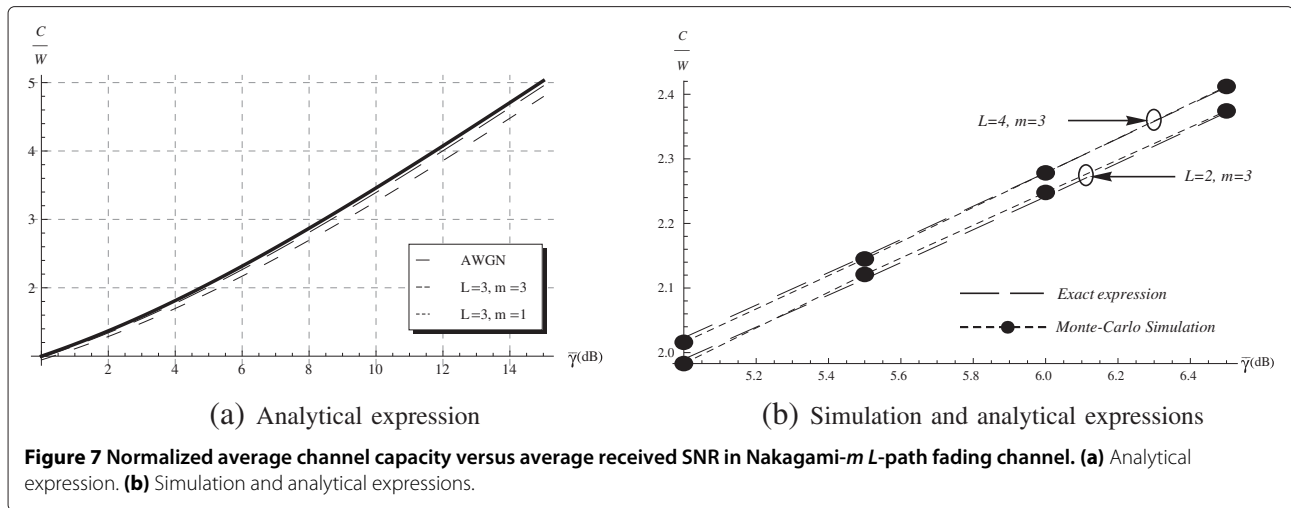 C
W
5
4
3
2
AWGN
L=3, m=3
L=3, m=1
0 2 4 6 8 10 12 14 γ̄(dB)
(a) Analytical expression
C
W
2.4
2.3
2.2
2.1
2.0
L=4, m=3
L=2, m=3
Exact expression
Monte-Carlo Simulation
5.2 5.4 5.6 5.8 6.0 6.2 6.4 γ̄(dB)
(b) Simulation and analytical expressions
Figure 7 Normalized average channel capacity versus average received SNR in Nakagami-m L-path fading channel. (a) Analytical
expression. (b) Simulation and analytical expressions.